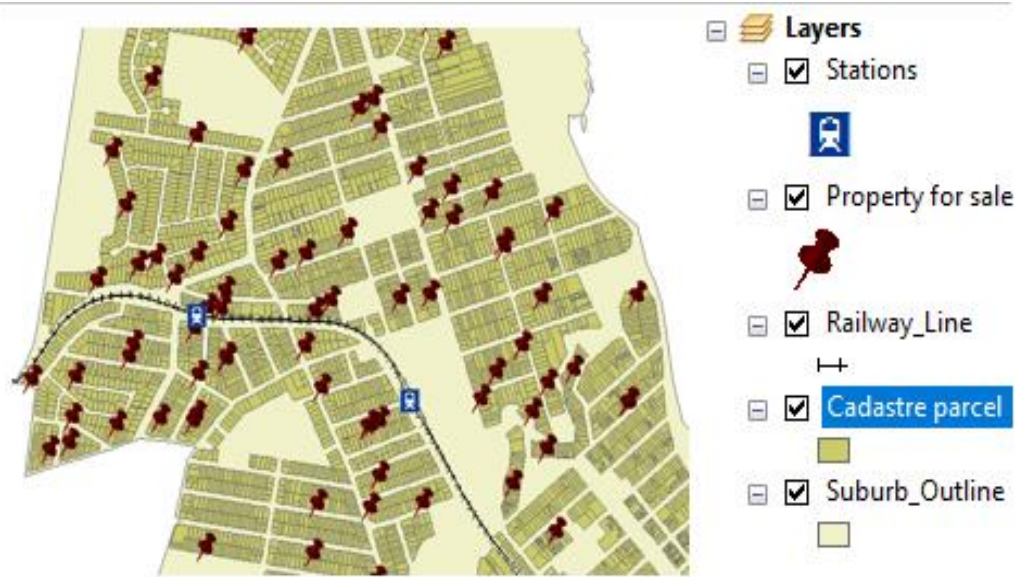 Layers
Stations
Property for sale
Railway_Line
Cadastre parcel
Suburb_Outline